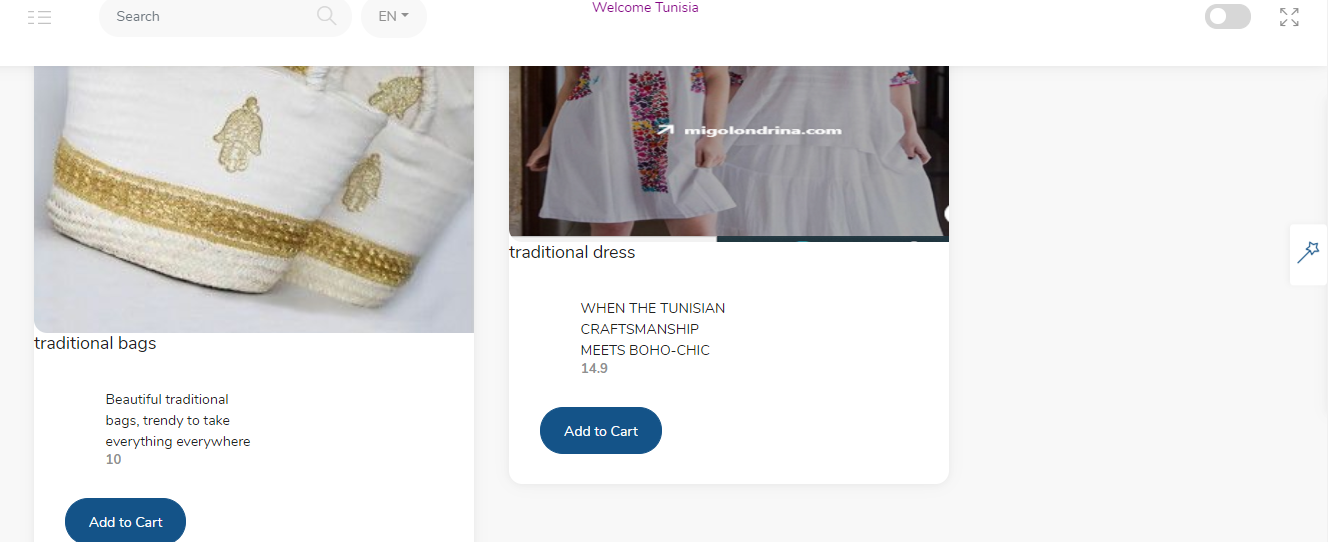 Search
EN
Welcome Tunisia
migolondrina.com
traditional dress
WHEN THE TUNISIAN
CRAFTSMANSHIP
MEETS BOHO-CHIC
14.9
Add to Cart
traditional bags
Beautiful traditional
bags, trendy to take
everything everywhere
10
Add to Cart